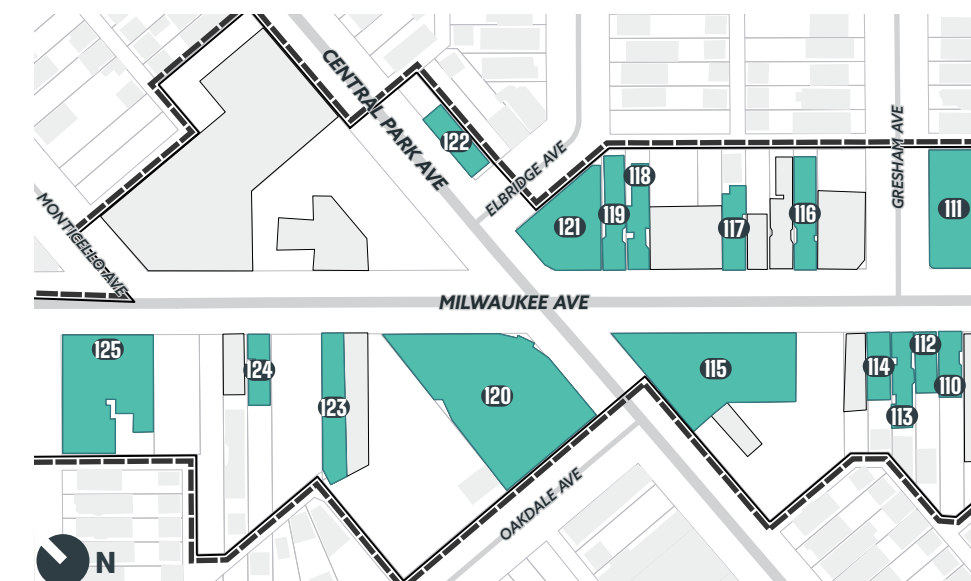 CENTRAL PARK AVE
122
ELBRIDGE AVE
GRESHAM AVE
118
MONTICELLO AVE
121
119
117
116
111
MILWAUKEE AVE
125
124
123
120
115
114
112
110
113
OAKDALE AVE
N